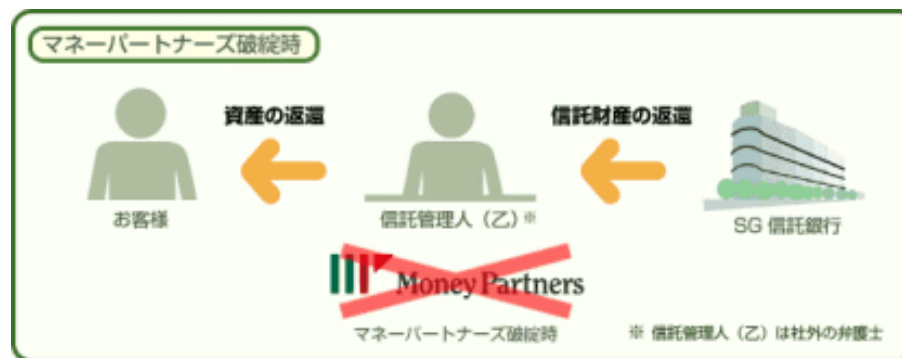 マネーパートナーズ破綻時
資産の返還
信託財産の返還
お客様
信託管理人（乙）※
SG 信託銀行
Money Partners
マネーパートナーズ破綻時
※ 信託管理人（乙）は社外の弁護士